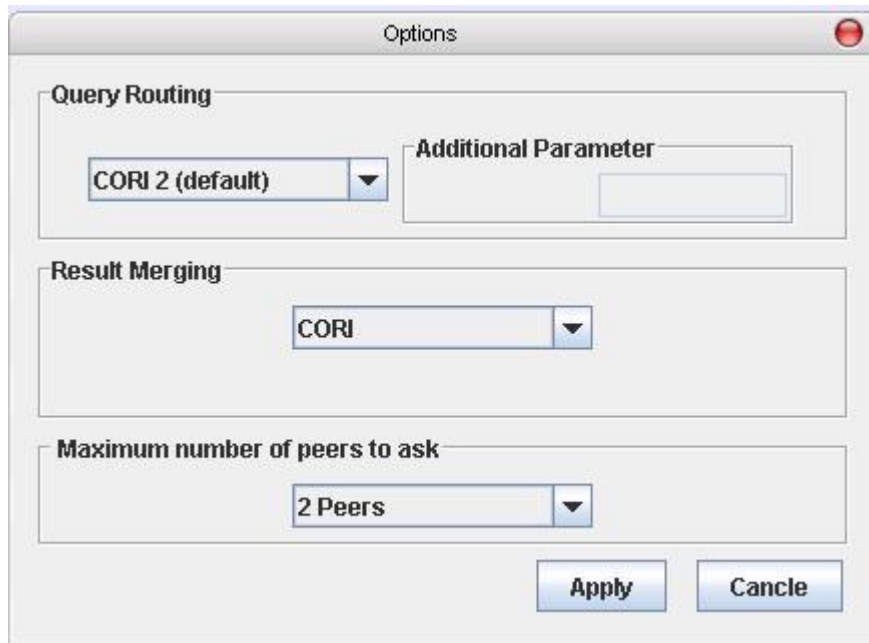 Options
Query Routing
CORI 2 (default)
Additional Parameter
Result Merging
CORI
Maximum number of peers to ask
2 Peers
Apply
Cancle